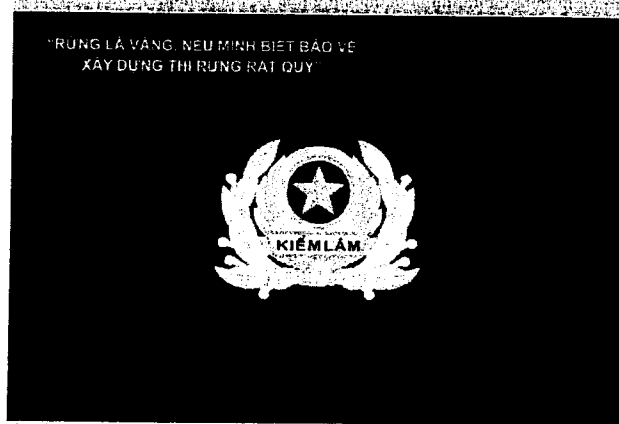 "RỪNG LÀ VÀNG, NẾU MÌNH BIẾT BẢO VỆ
XÂY DỰNG THÌ RỪNG RẤT QUÝ"
KIỂM LÂM